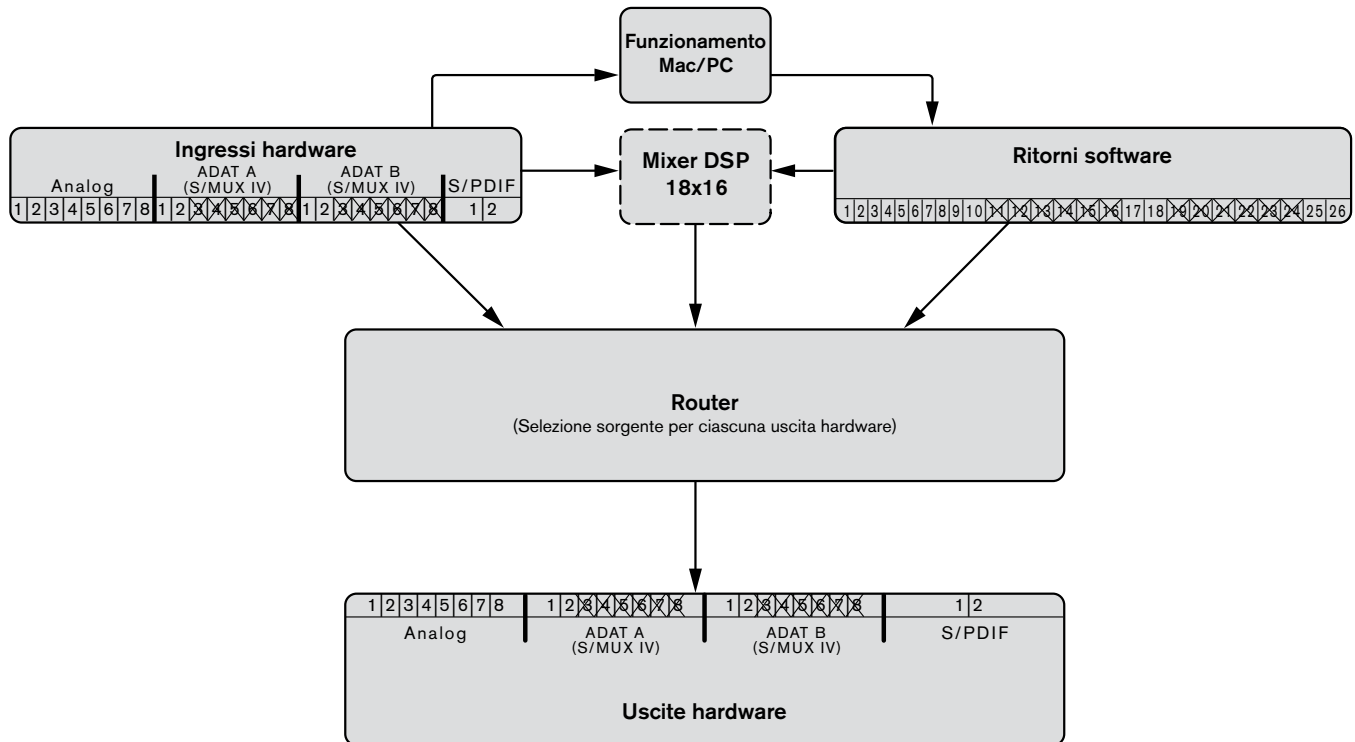 Funzionamento
Mac/PC
Ingressi hardware
Analog
ADAT A
(S/MUX IV)
ADAT B
(S/MUX IV)
S/PDIF
1 2 3 4 5 6 7 8 1 2 3 4 5 6 7 8 1 2 3 4 5 6 7 8 1 2
Mixer DSP
18x16
Ritorni software
1 2 3 4 5 6 7 8 9 10 11 12 13 14 15 16 17 18 19 20 21 22 23 24 25 26
Router
(Selezione sorgente per ciascuna uscita hardware)
1 2 3 4 5 6 7 8 1 2 3 4 5 6 7 8 1 2 3 4 5 6 7 8 1 2
Analog
ADAT A
(S/MUX IV)
ADAT B
(S/MUX IV)
S/PDIF
Uscite hardware